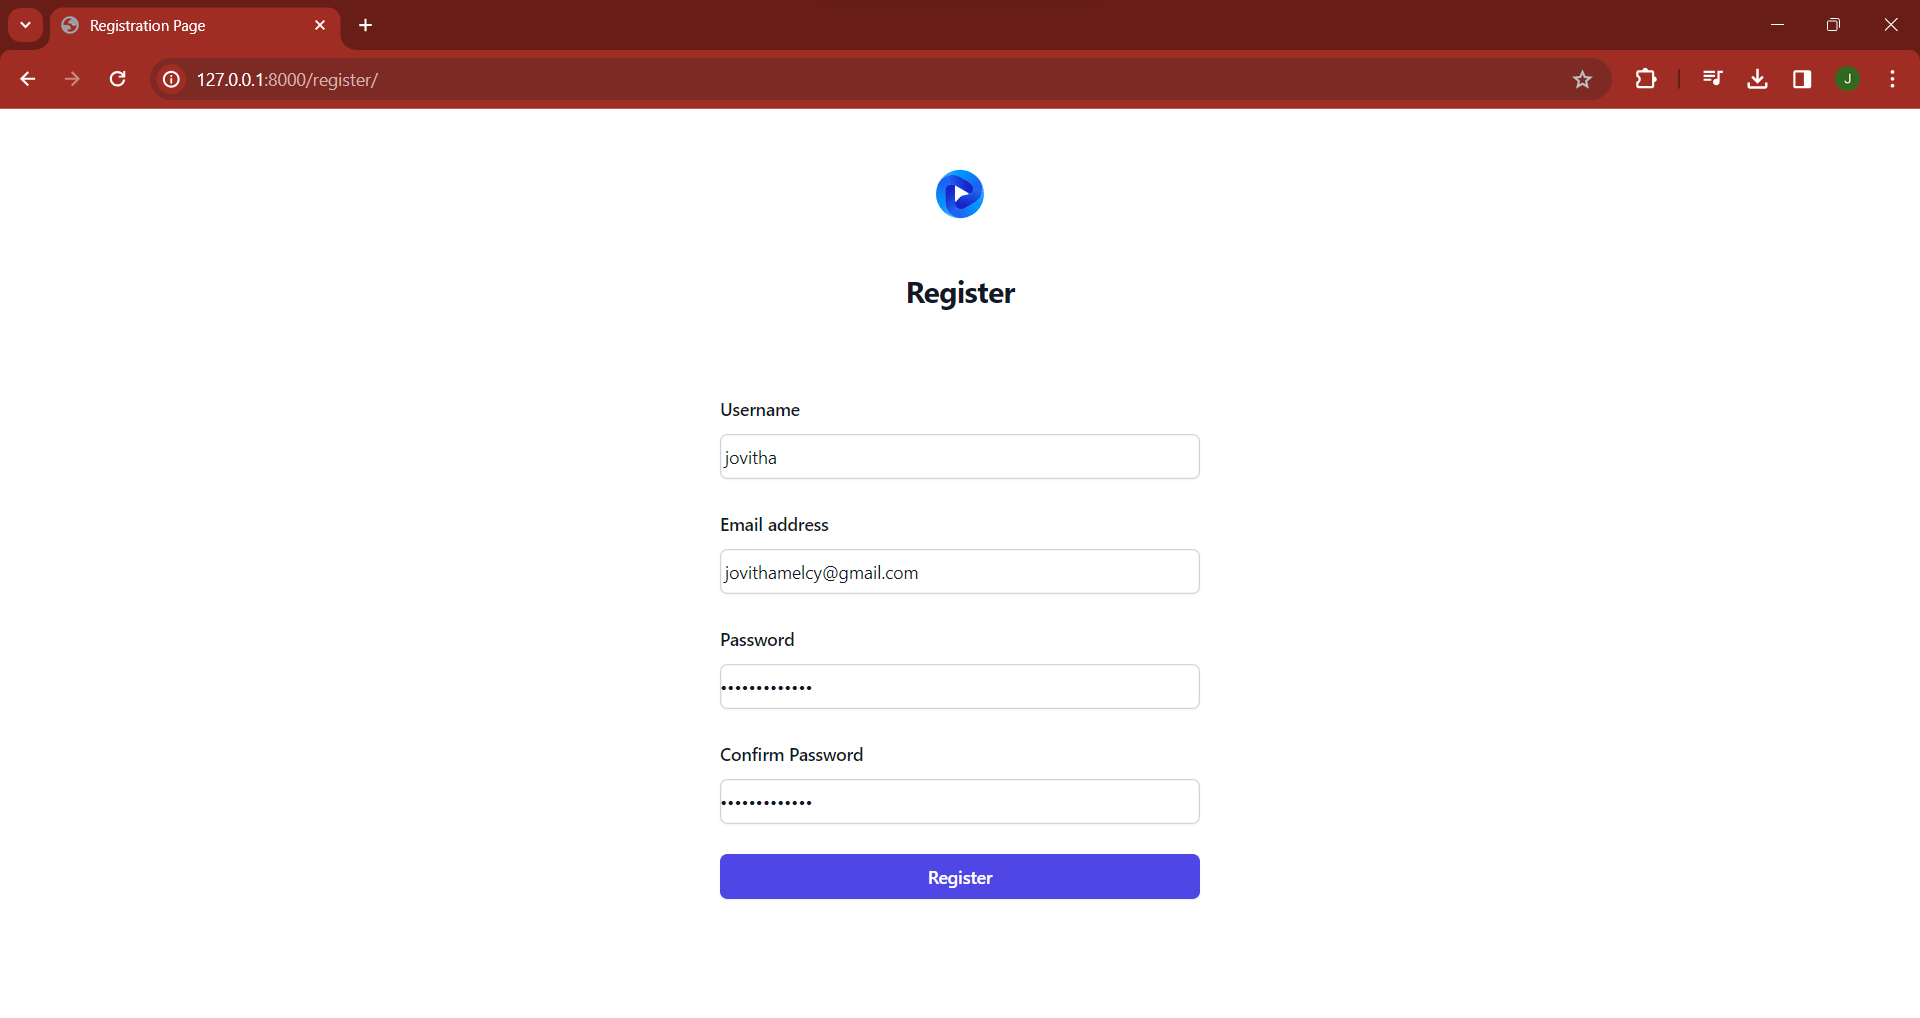 Registration Page
127.0.0.1:8000/register/
J
Register
Username
jovitha
Email address
jovithamelcy@gmail.com
Password
•••••••••••••
Confirm Password
•••••••••••••
Register